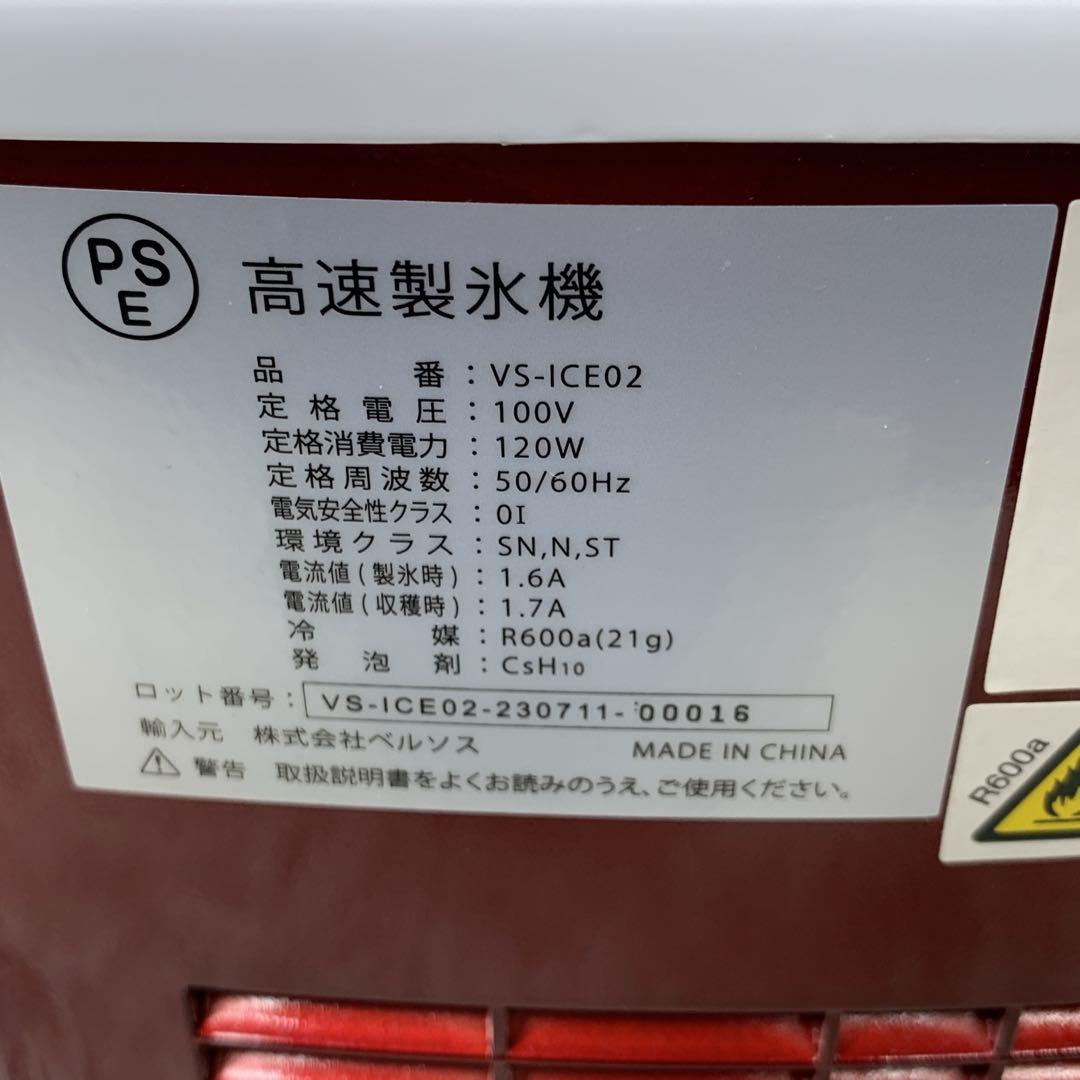 PSE 高速製氷機
品番：VS-ICE02
定格電圧：100V
定格消費電力：120W
定格周波数：50/60Hz
電気安全性クラス：0I
環境クラス：SN,N,ST
電流値(製氷時)：1.6A
電流値(収穫時)：1.7A
冷媒：R600a(21g)
発泡剤：CsH10
ロット番号：VS-ICE02-230711-00016
輸入元 株式会社ベルソス MADE IN CHINA
警告 取扱説明書をよくお読みのうえ、ご使用ください。
R600a